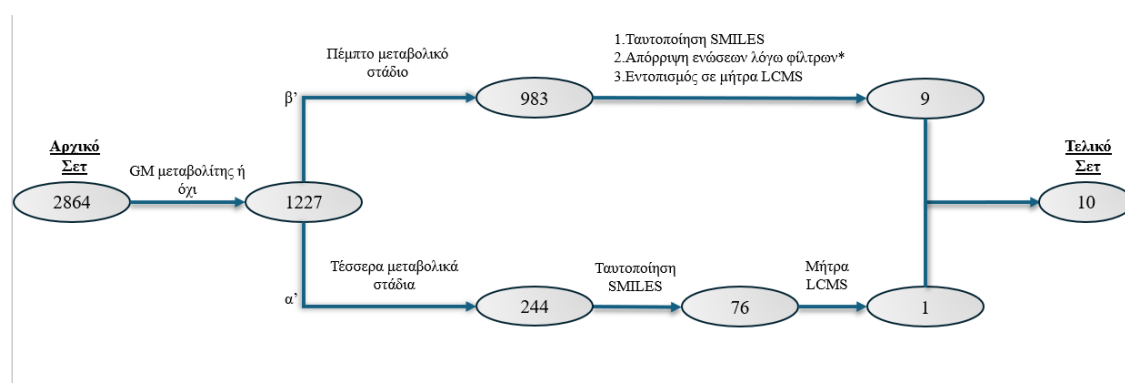 Πέμπτο μεταβολικό
στάδιο
1.Ταυτοποίηση SMILES
2.Απόρριψη ενώσεων λόγω φίλτρων*
3.Εντοπισμός σε μήτρα LCMS
β'
983
9
Αρχικό
Σετ
GM μεταβολίτης ή
όχι
2864
1227
Τελικό
Σετ
10
Τέσσερα μεταβολικά
στάδια
Ταυτοποίηση
SMILES
Μήτρα
LCMS
α'
244
76
1